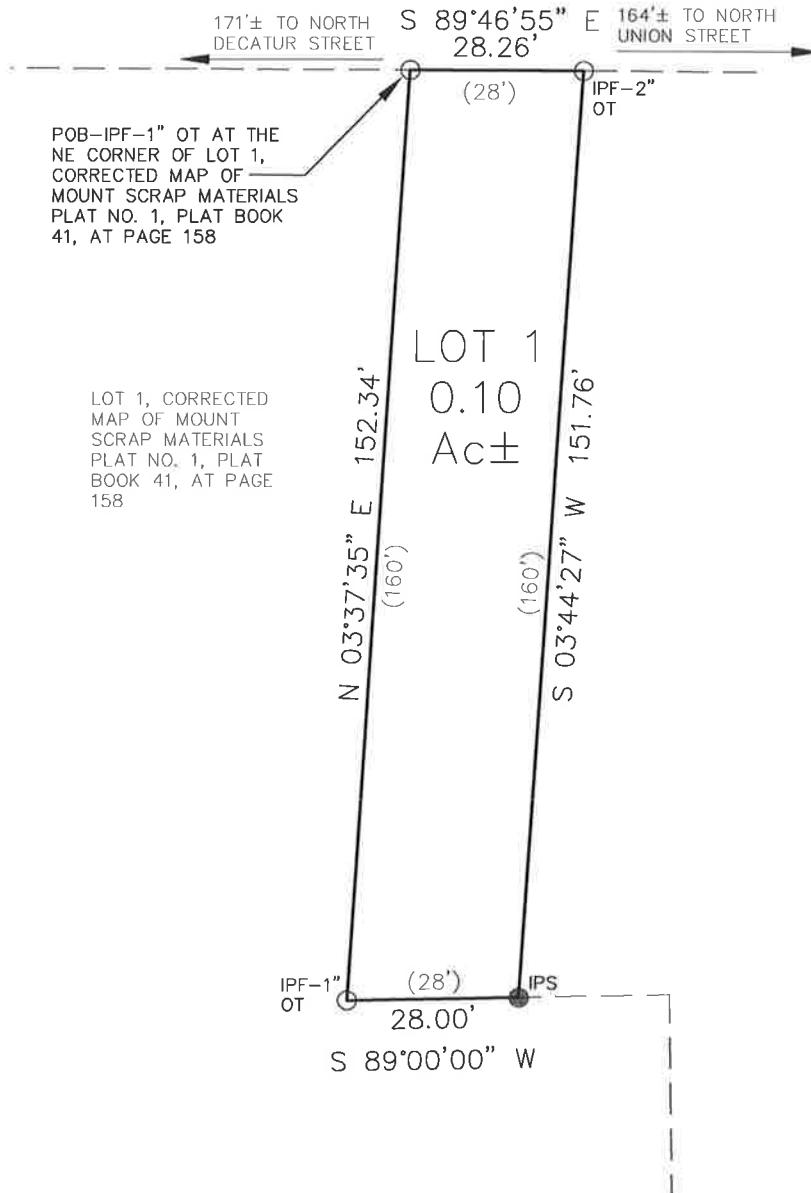 171'± TO NORTH
DECATUR STREET
S 89°46'55" E
28.26'
164'± TO NORTH
UNION STREET
(28')
IPF-2"
OT
POB-IPF-1" OT AT THE
NE CORNER OF LOT 1,
CORRECTED MAP OF
MOUNT SCRAP MATERIALS
PLAT NO. 1, PLAT BOOK
41, AT PAGE 158
LOT 1
0.10
Ac±
LOT 1, CORRECTED
MAP OF MOUNT
SCRAP MATERIALS
PLAT NO. 1, PLAT
BOOK 41, AT PAGE
158
N 03°37'35" E 152.34'
(160')
(160')
S 03°44'27" W 151.76'
IPF-1"
OT
(28')
IPS
28.00'
S 89°00'00" W